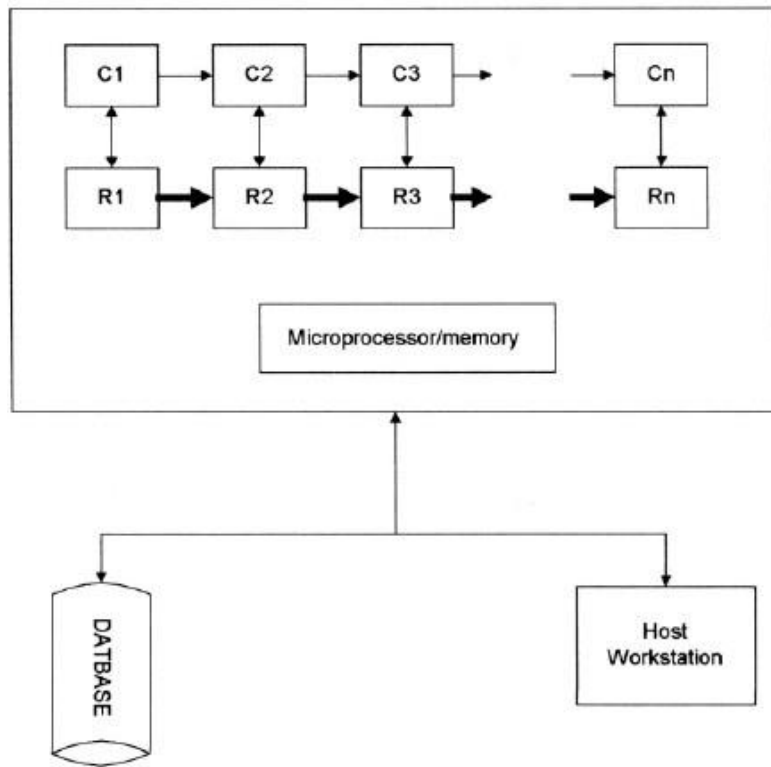 C1 C2 C3 Cn
R1 R2 R3 Rn
Microprocessor/memory
DATBASE
Host
Workstation